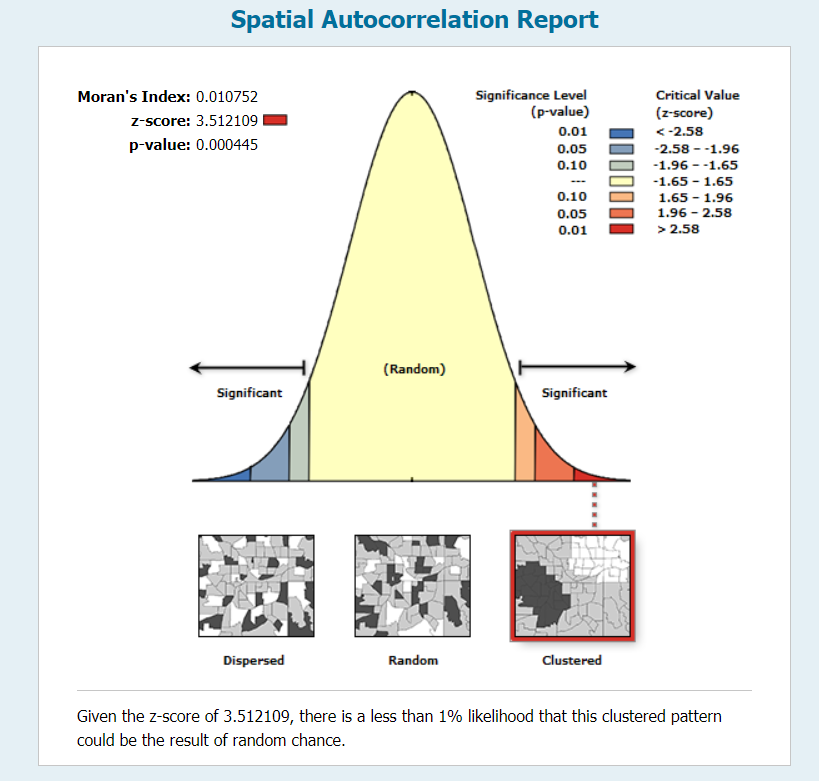 Spatial Autocorrelation Report
Moran's Index: 0.010752
z-score: 3.512109
p-value: 0.000445
Significance Level
(p-value)
Critical Value
(z-score)
0.01 < -2.58
0.05 -2.58 – -1.96
0.10 -1.96 – -1.65
--- -1.65 – 1.65
0.10 1.65 – 1.96
0.05 1.96 – 2.58
0.01 > 2.58
(Random)
Significant
Significant
Dispersed
Random
Clustered
Given the z-score of 3.512109, there is a less than 1% likelihood that this clustered pattern
could be the result of random chance.